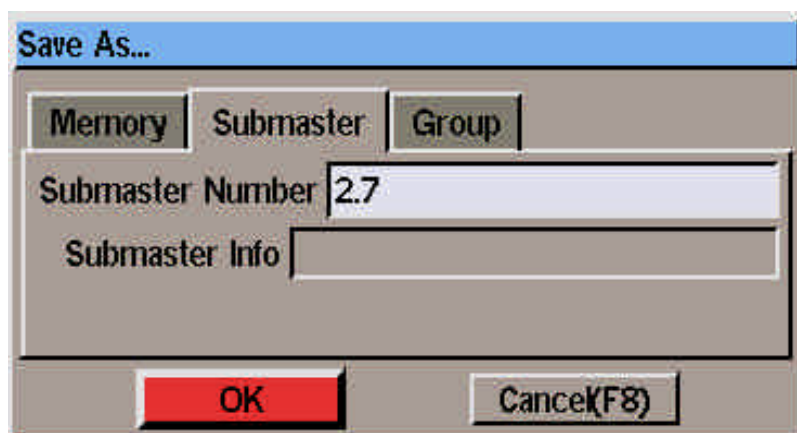 Save As...
Memory Submaster Group
Submaster Number 2.7
Submaster Info
OK Cancel(F8)